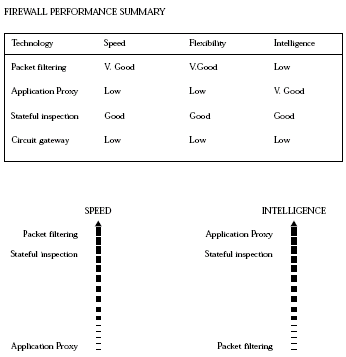 FIREWALL PERFORMANCE SUMMARY
Technology Speed Flexibility Intelligence
Packet filtering V. Good V.Good Low
Application Proxy Low Low V. Good
Stateful inspection Good Good Good
Circuit gateway Low Low Low
SPEED INTELLIGENCE
Packet filtering Application Proxy
Stateful inspection Stateful inspection
Application Proxy Packet filtering